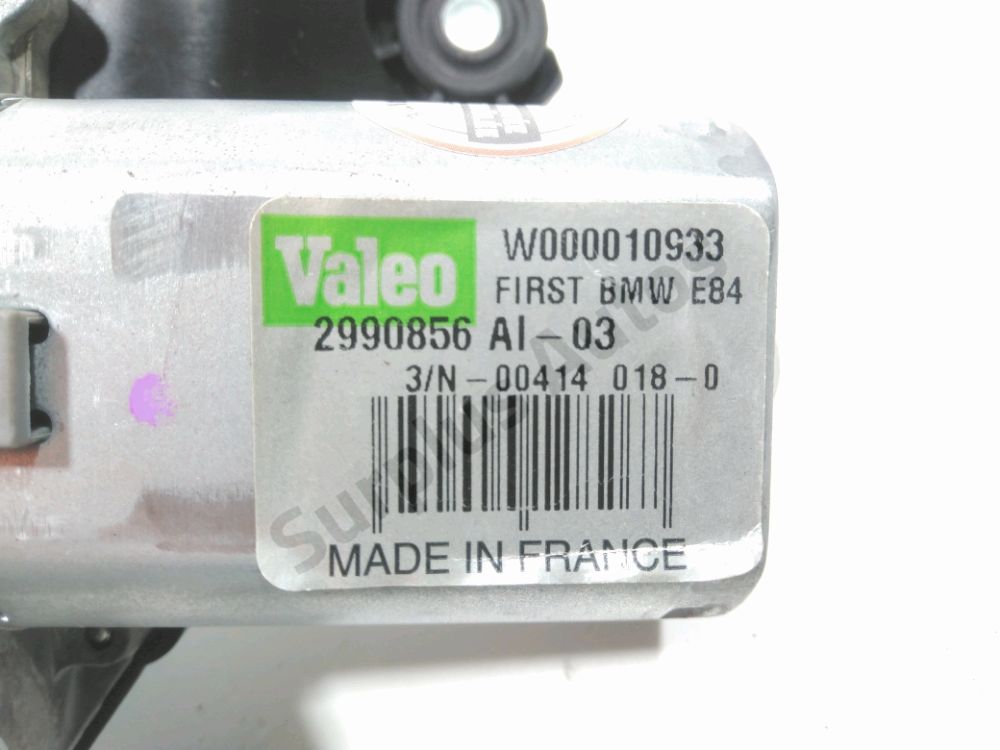 Valeo
W000010933
FIRST BMW E84
2990856 AI-03
3/N-00414 018-0
MADE IN FRANCE
Surplus Autos